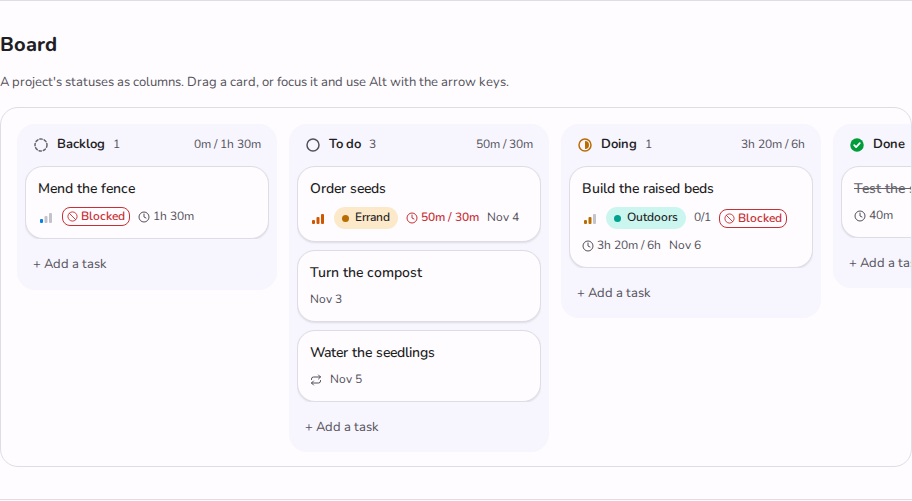 Board
A project's statuses as columns. Drag a card, or focus it and use Alt with the arrow keys.
Backlog 1 0m / 1h 30m
Mend the fence
Blocked 1h 30m
+ Add a task
To do 3 50m / 30m
Order seeds
Errand 50m / 30m Nov 4
Turn the compost
Nov 3
Water the seedlings
Nov 5
+ Add a task
Doing 1 3h 20m / 6h
Build the raised beds
Outdoors 0/1 Blocked
3h 20m / 6h Nov 6
+ Add a task
Done
Test the
40m
+ Add a